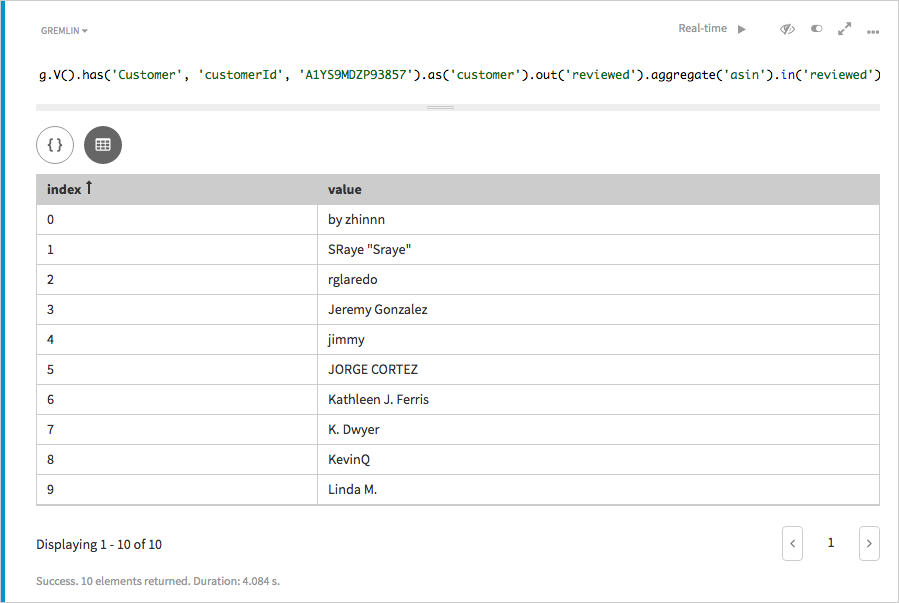 GREMLIN
Real-time
g.V().has('Customer', 'customerId', 'A1YS9MDZP93857').as('customer').out('reviewed').aggregate('asin').in('reviewed')
{ }
index ↑ value
0 by zhinnn
1 SRaye "Sraye"
2 rglaredo
3 Jeremy Gonzalez
4 jimmy
5 JORGE CORTEZ
6 Kathleen J. Ferris
7 K. Dwyer
8 KevinQ
9 Linda M.
Displaying 1 - 10 of 10
< 1 >
Success. 10 elements returned. Duration: 4.084 s.